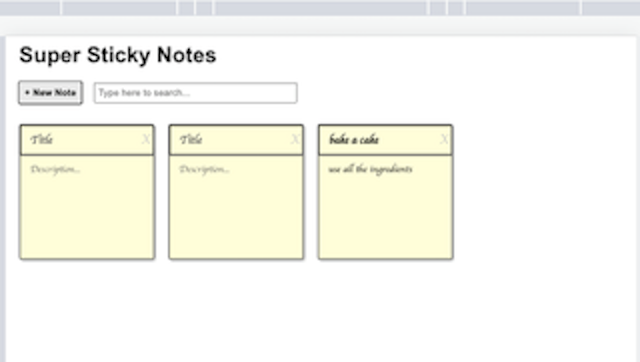 Super Sticky Notes
+ New Note
Type here to search...
Title X
Title X
bake a cake X
Description...
Description...
use all the ingredients